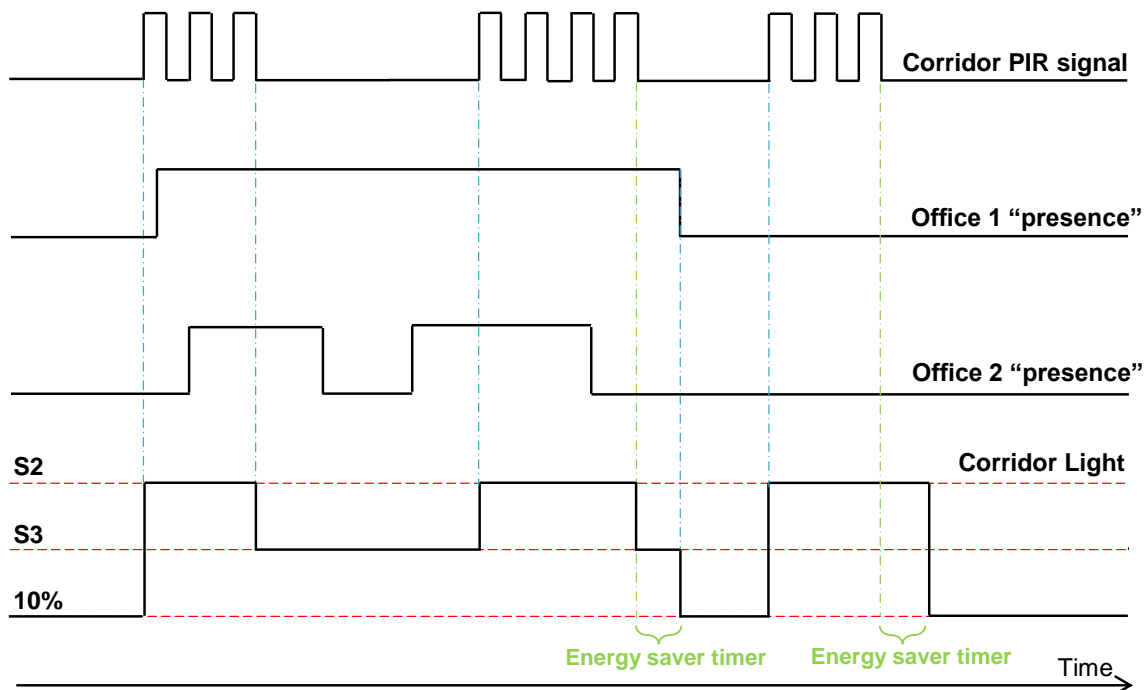 Corridor PIR signal
Office 1 “presence”
Office 2 “presence”
S2
Corridor Light
S3
10%
Energy saver timer
Energy saver timer
Time